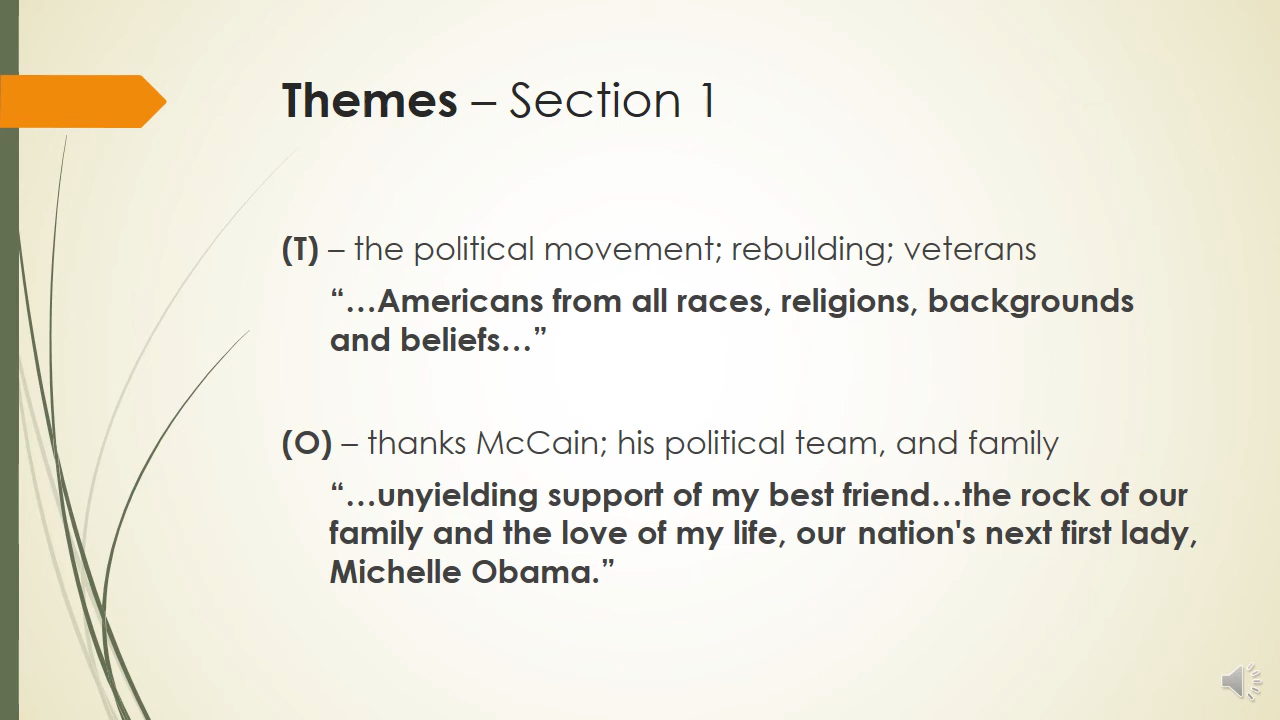 Themes – Section 1
(T) – the political movement; rebuilding; veterans
“…Americans from all races, religions, backgrounds
and beliefs…”
(O) – thanks McCain; his political team, and family
“…unyielding support of my best friend…the rock of our
family and the love of my life, our nation's next first lady,
Michelle Obama.”